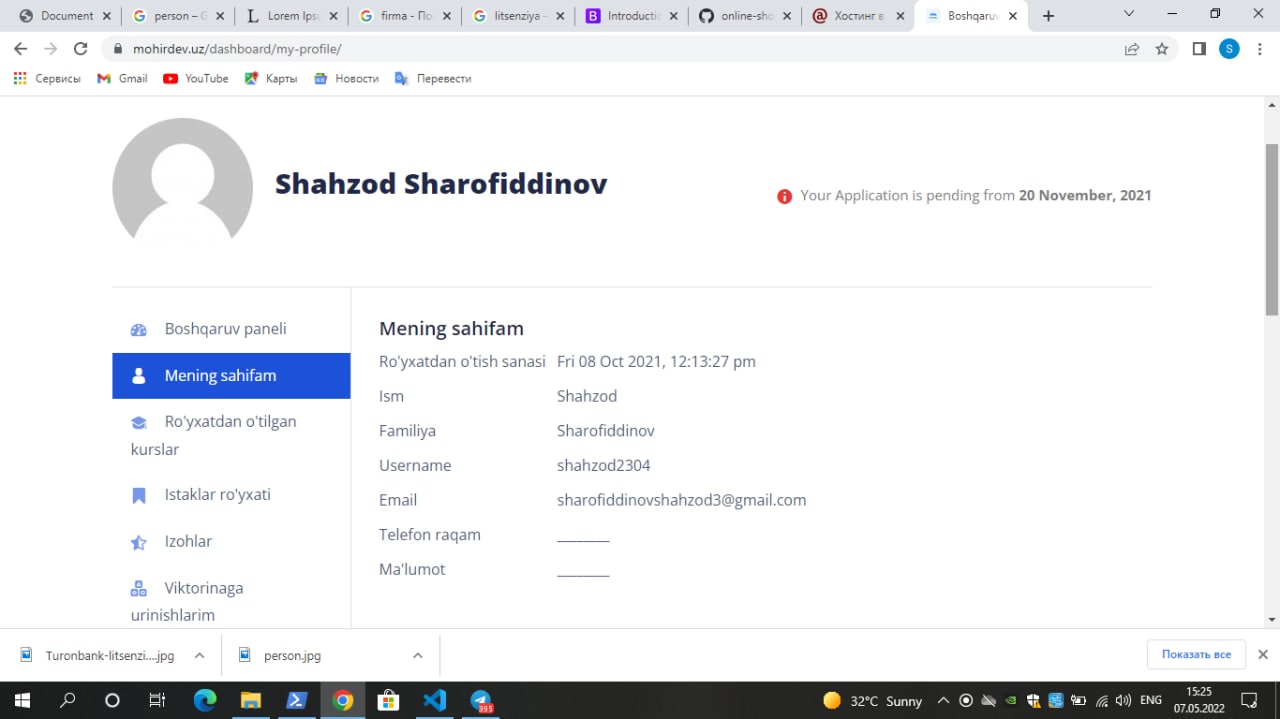 Document
person – G
Lorem Ipsu
firma - По
litsenziya –
Introductio
online-sho
Хостинг в
Boshqaruv
mohirdev.uz/dashboard/my-profile/
S
Сервисы Gmail YouTube Карты Новости Перевести
Shahzod Sharofiddinov
Your Application is pending from 20 November, 2021
Boshqaruv paneli
Mening sahifam
Ro'yxatdan o'tilgan
kurslar
Istaklar ro'yxati
Izohlar
Viktorinaga
urinishlarim
Mening sahifam
Ro'yxatdan o'tish sanasi Fri 08 Oct 2021, 12:13:27 pm
Ism Shahzod
Familiya Sharofiddinov
Username shahzod2304
Email sharofiddinovshahzod3@gmail.com
Telefon raqam ________
Ma'lumot ________
Turonbank-litsenzi....jpg
person.jpg
Показать все
395
32°C Sunny
ENG
15:25
07.05.2022